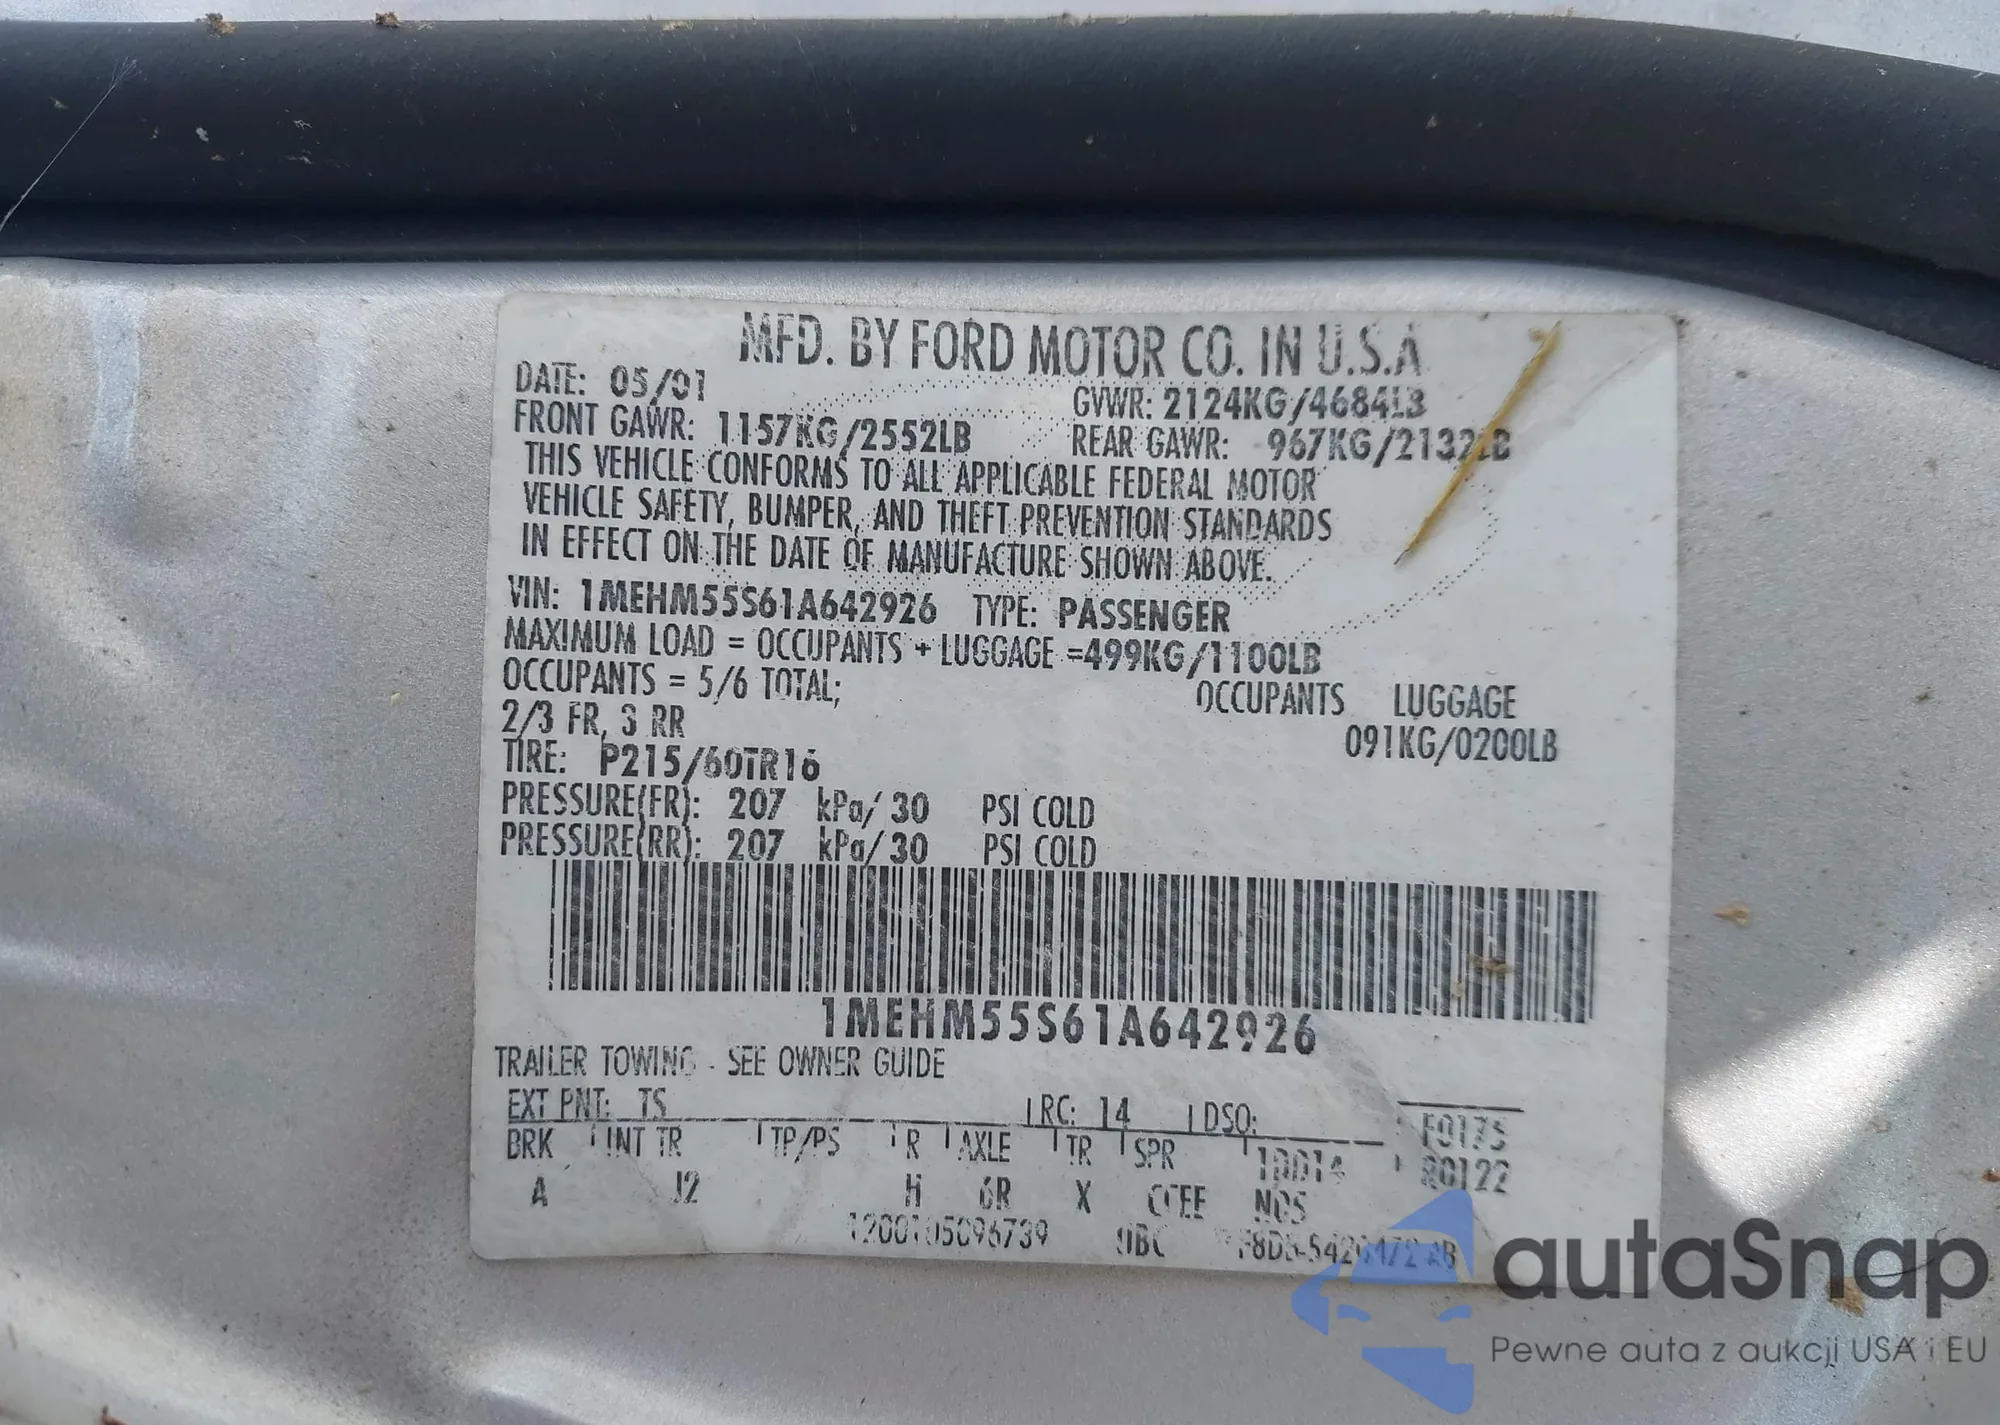 MFD. BY FORD MOTOR CO. IN U.S.A
DATE: 05/01 GVWR: 2124KG/4684LB
FRONT GAWR: 1157KG/2552LB REAR GAWR: 967KG/2132LB
THIS VEHICLE CONFORMS TO ALL APPLICABLE FEDERAL MOTOR
VEHICLE SAFETY, BUMPER, AND THEFT PREVENTION STANDARDS
IN EFFECT ON THE DATE OF MANUFACTURE SHOWN ABOVE.
VIN: 1MEHM55S61A642926 TYPE: PASSENGER
MAXIMUM LOAD = OCCUPANTS + LUGGAGE =499KG/1100LB
OCCUPANTS = 5/6 TOTAL; OCCUPANTS LUGGAGE
2/3 FR, 3 RR 091KG/0200LB
TIRE: P215/60TR16
PRESSURE(FR): 207 kPa/ 30 PSI COLD
PRESSURE(RR): 207 kPa/ 30 PSI COLD
1MEHM55S61A642926
TRAILER TOWING - SEE OWNER GUIDE
EXT PNT: TS RC: 14 DSO: F0175
BRK INT TR TP/PS R AXLE TR SPR R0122
A J2 H 6R X CCEE NOS
UBC
autaSnap
Pewne auta z aukcji USA i EU